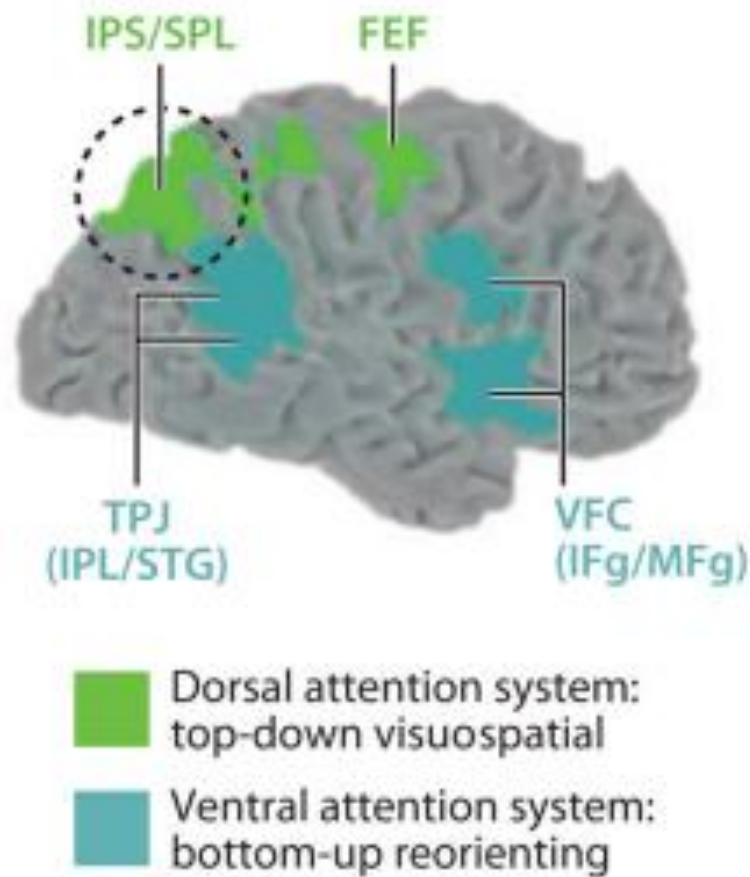 IPS/SPL
FEF
TPJ
(IPL/STG)
VFC
(IFg/MFg)
Dorsal attention system:
top-down visuospatial
Ventral attention system:
bottom-up reorienting